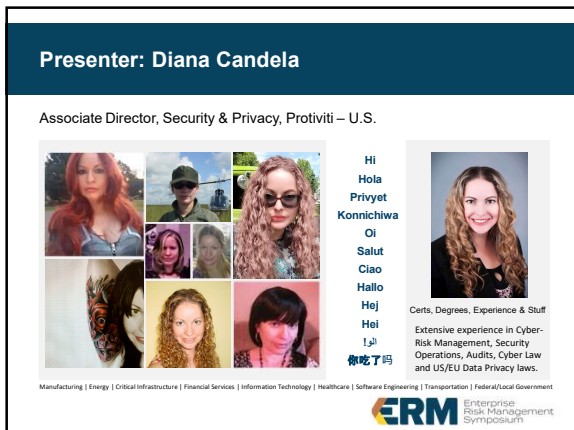 Presenter: Diana Candela
Associate Director, Security & Privacy, Protiviti – U.S.
Hi
Hola
Privyet
Konnichiwa
Oi
Salut
Ciao
Hallo
Hej
Hei
الو!
你吃了吗
Certs, Degrees, Experience & Stuff
Extensive experience in Cyber-
Risk Management, Security
Operations, Audits, Cyber Law
and US/EU Data Privacy laws.
Manufacturing | Energy | Critical Infrastructure | Financial Services | Information Technology | Healthcare | Software Engineering | Transportation | Federal/Local Government
ERM
Enterprise
Risk Management
Symposium